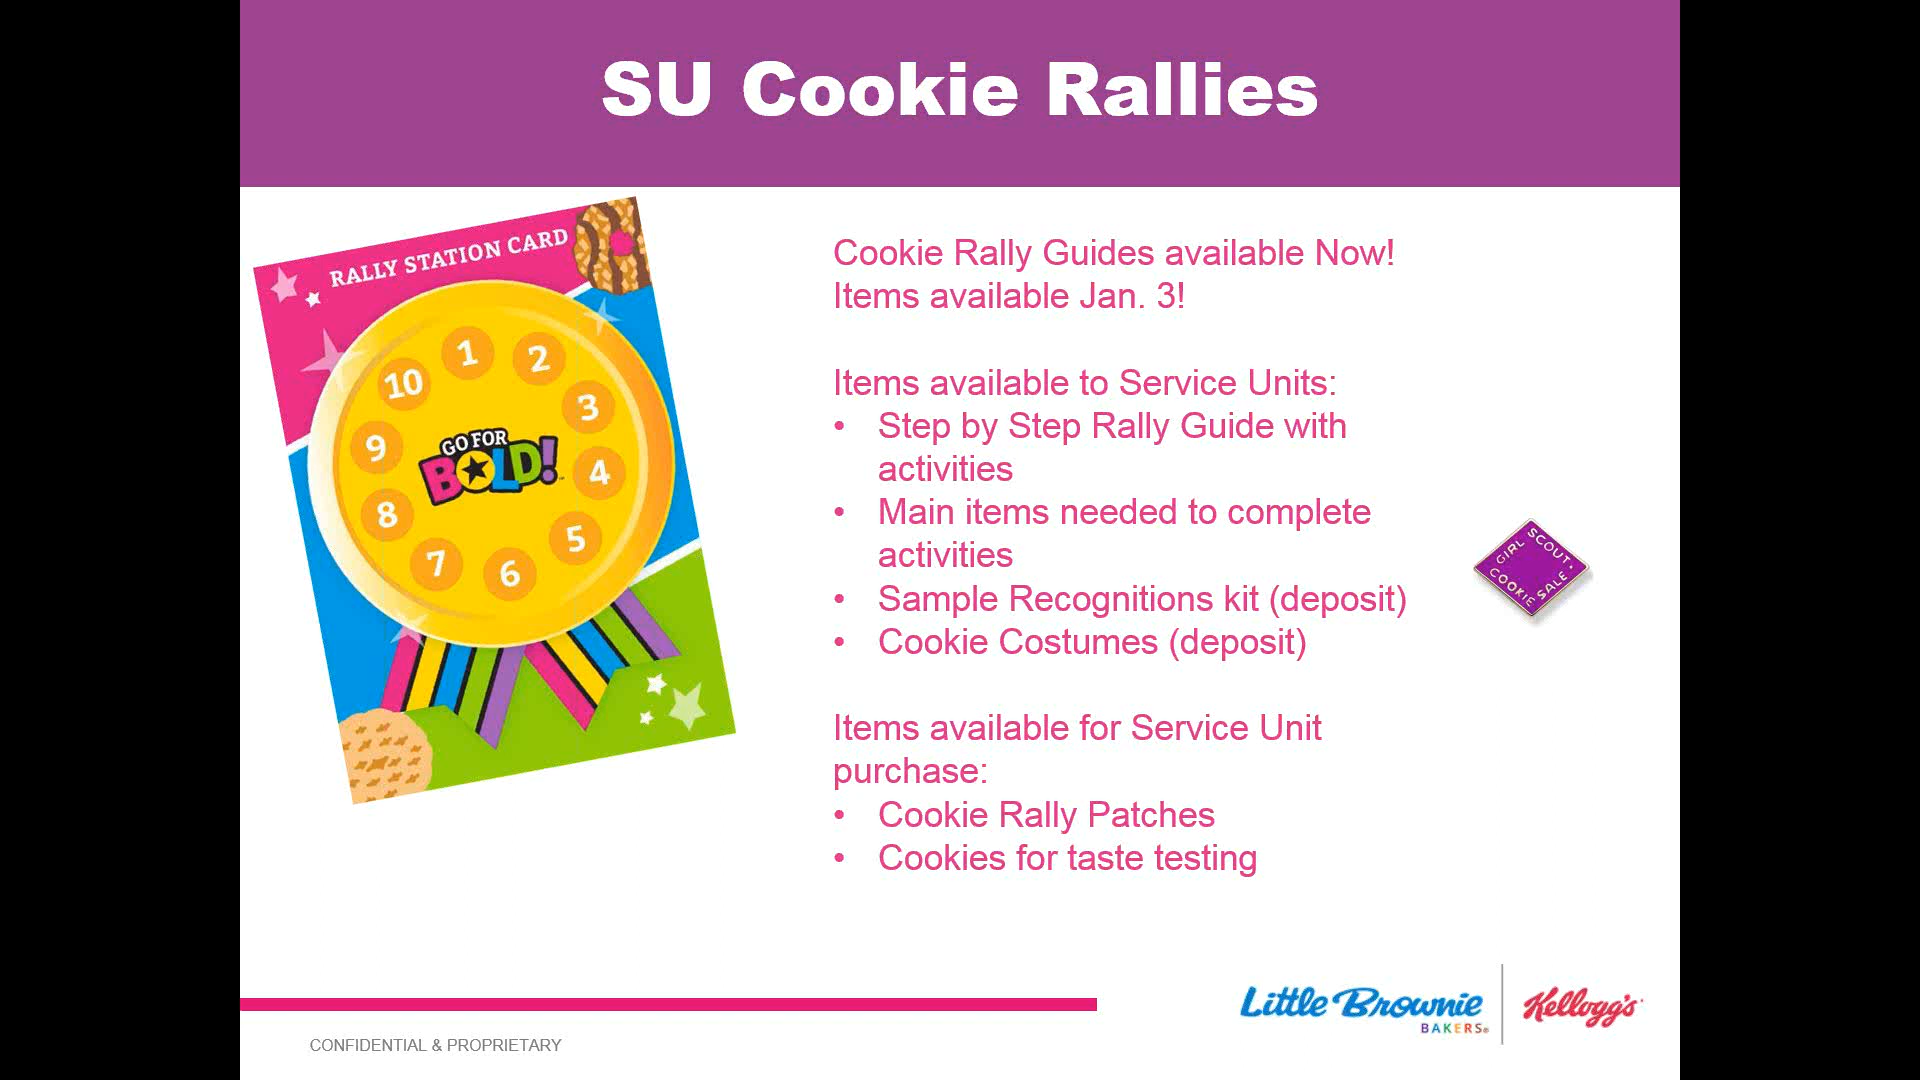 SU Cookie Rallies
RALLY STATION CARD
1
2
3
4
5
6
7
8
9
10
GO FOR
BOLD!
Cookie Rally Guides available Now!
Items available Jan. 3!
Items available to Service Units:
• Step by Step Rally Guide with
activities
• Main items needed to complete
activities
• Sample Recognitions kit (deposit)
• Cookie Costumes (deposit)
Items available for Service Unit
purchase:
• Cookie Rally Patches
• Cookies for taste testing
GIRL SCOUT
COOKIE SALE
Little Brownie
BAKERS®
Kellogg's
CONFIDENTIAL & PROPRIETARY